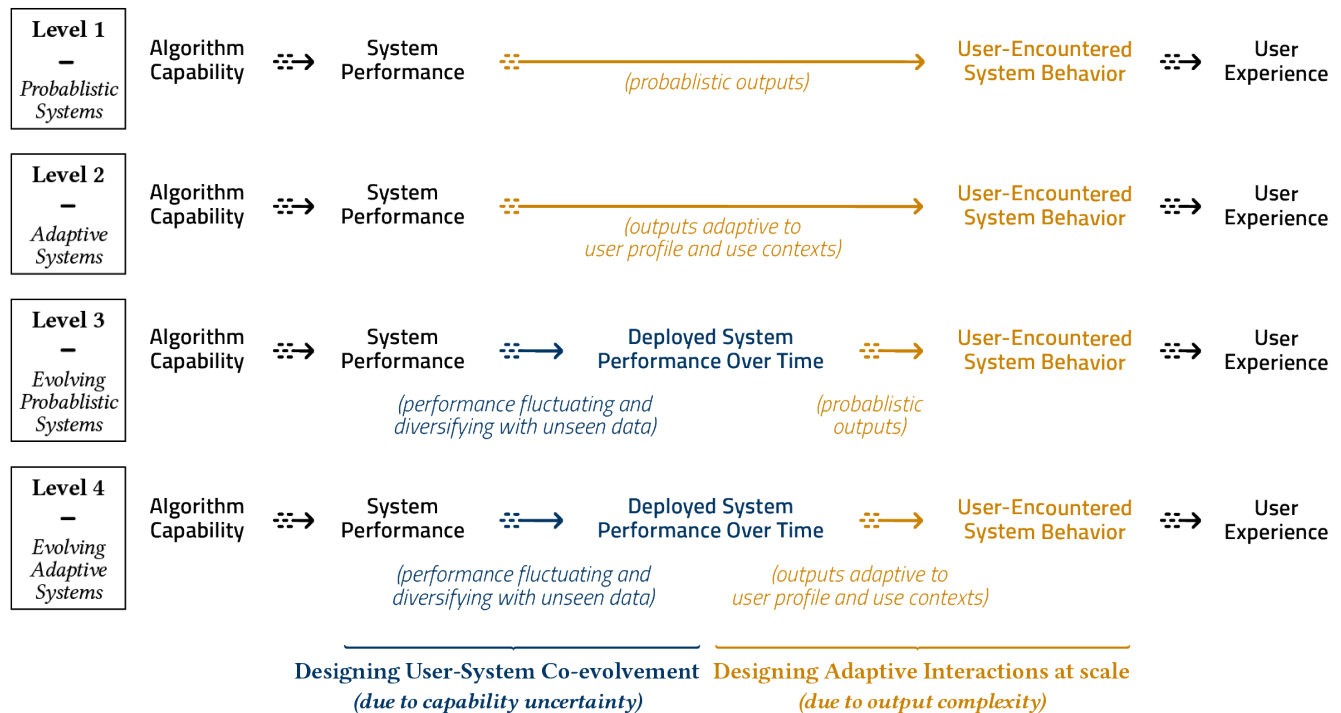 Level 1
–
Probablistic
Systems
Algorithm
Capability
System
Performance
(probablistic outputs)
User-Encountered
System Behavior
User
Experience
Level 2
–
Adaptive
Systems
Algorithm
Capability
System
Performance
(outputs adaptive to
user profile and use contexts)
User-Encountered
System Behavior
User
Experience
Level 3
–
Evolving
Probablistic
Systems
Algorithm
Capability
System
Performance
(performance fluctuating and
diversifying with unseen data)
Deployed System
Performance Over Time
(probablistic
outputs)
User-Encountered
System Behavior
User
Experience
Level 4
–
Evolving
Adaptive
Systems
Algorithm
Capability
System
Performance
(performance fluctuating and
diversifying with unseen data)
Deployed System
Performance Over Time
(outputs adaptive to
user profile and use contexts)
User-Encountered
System Behavior
User
Experience
Designing User-System Co-evolvement
(due to capability uncertainty)
Designing Adaptive Interactions at scale
(due to output complexity)